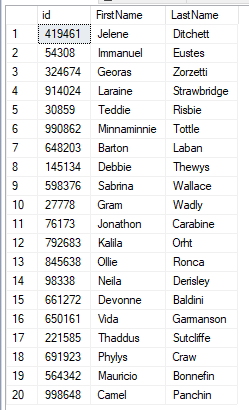 id FirstName LastName
1 419461 Jelene Ditchett
2 54308 Immanuel Eustes
3 324674 Georas Zorzetti
4 914024 Laraine Strawbridge
5 30859 Teddie Risbie
6 990862 Minnaminnie Tottle
7 648203 Barton Laban
8 145134 Debbie Thewys
9 598376 Sabrina Wallace
10 27778 Gram Wadly
11 76173 Jonathon Carabine
12 792683 Kalila Orht
13 845638 Ollie Ronca
14 98338 Neila Derisley
15 661272 Devonne Baldini
16 650161 Vida Garmanson
17 221585 Thaddus Sutcliffe
18 691923 Phylys Craw
19 564342 Mauricio Bonnefin
20 998648 Camel Panchin